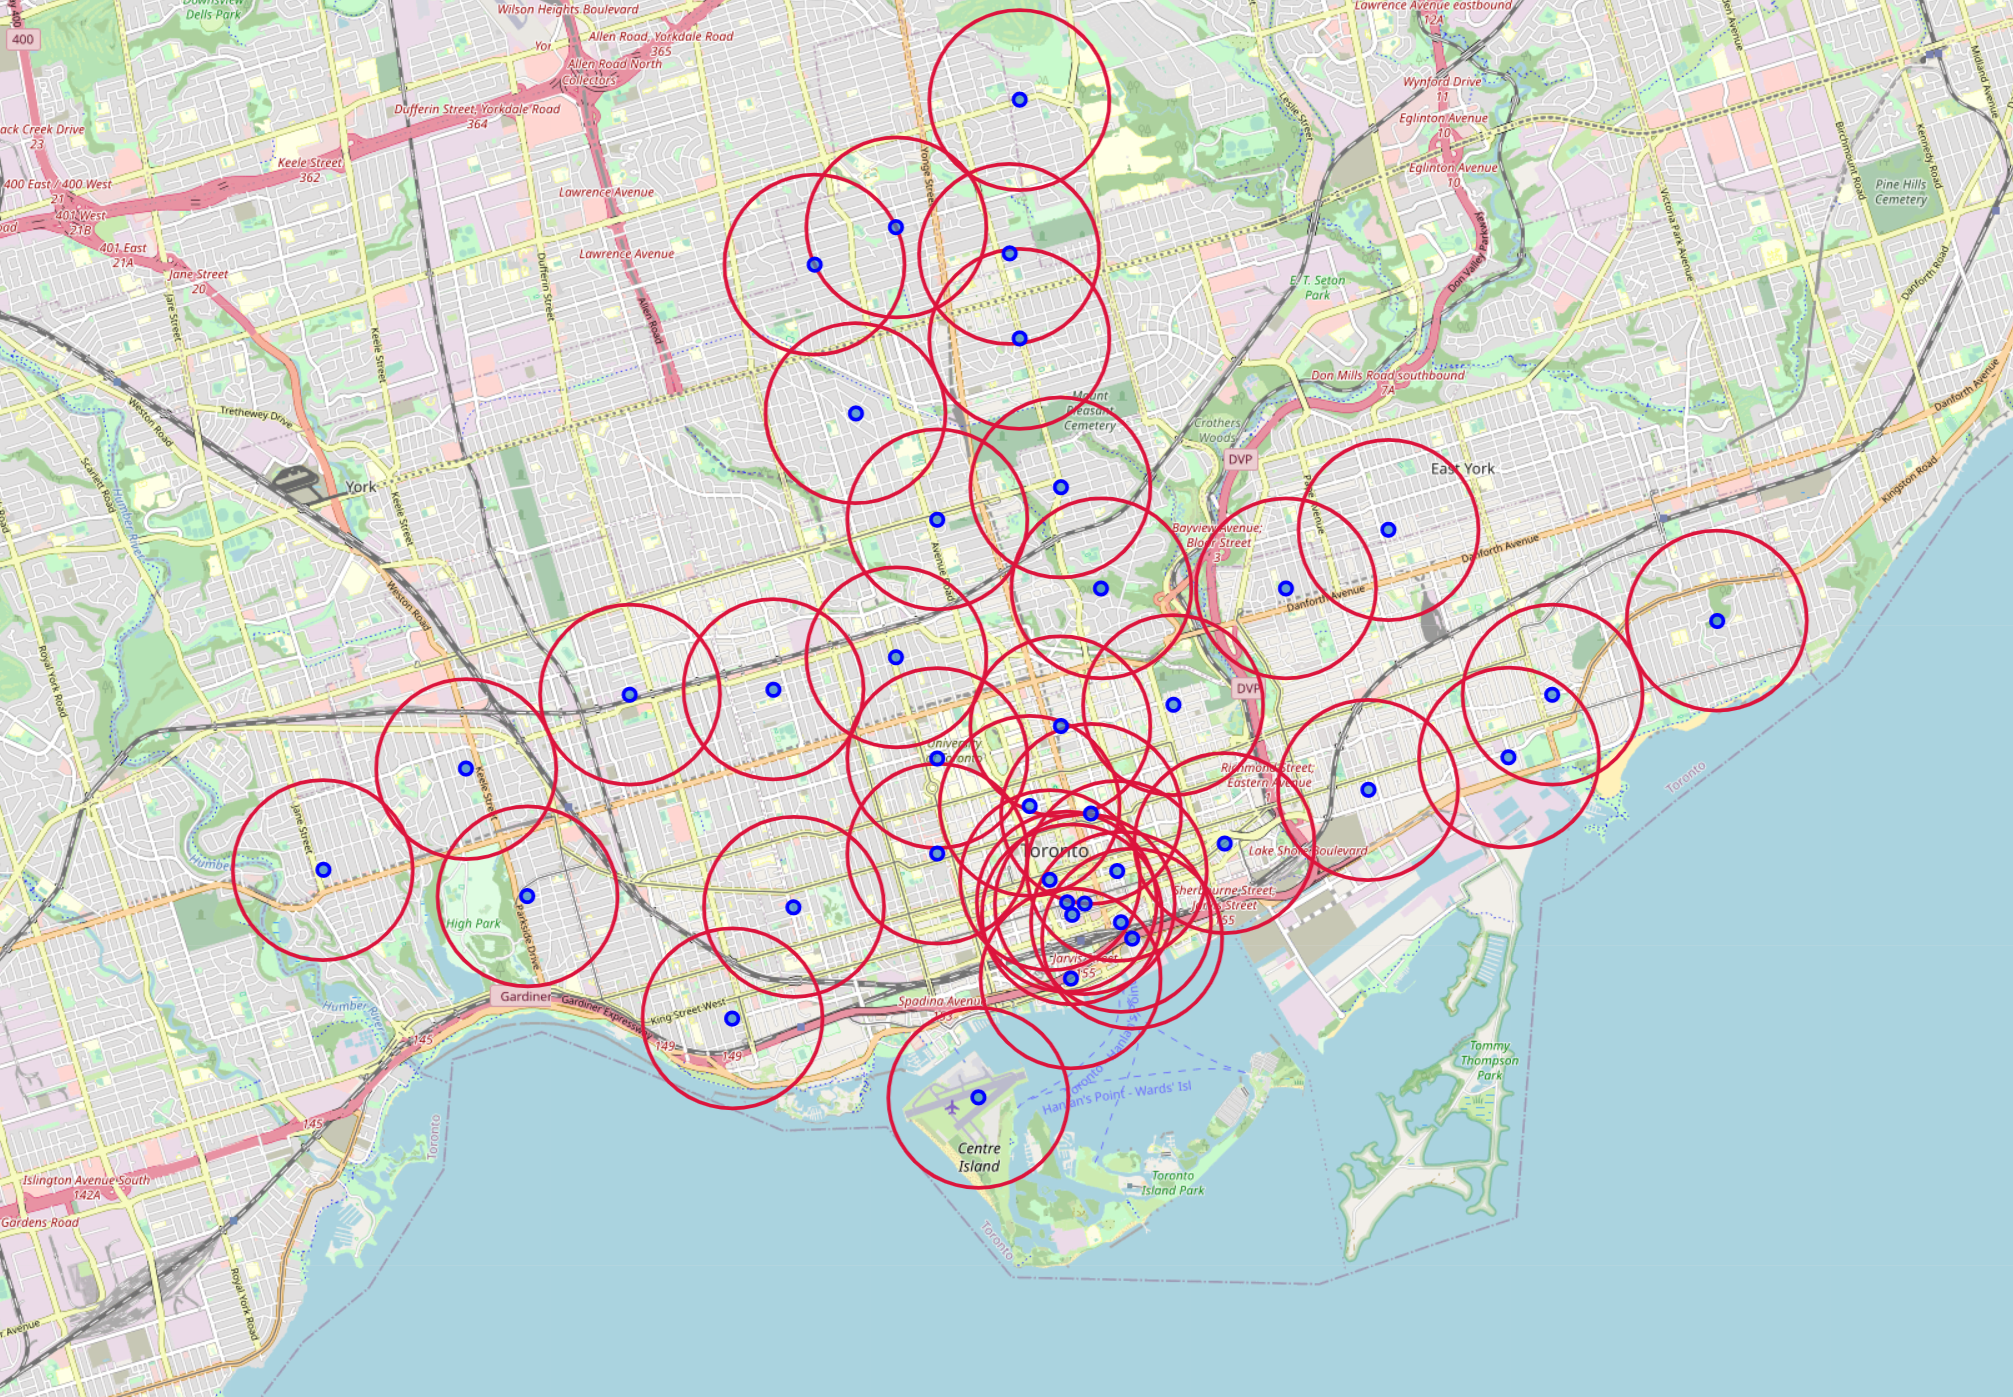 Downsview
Dells Park
Wilson Heights Boulevard
Lawrence Avenue eastbound
12A
400
Allen Road, Yorkdale Road
365
Yor
Allen Road North
Collectors
Wynford Drive
11
Dufferin Street, Yorkdale Road
364
Leslie Street
Eglinton Avenue
10
Midland Avenue
ack Creek Drive
23
Birchmount Road
Kennedy Road
Keele Street
362
Yonge Street
Eglinton Avenue
10
400 East / 400 West
21
Lawrence Avenue
Pine Hills
Cemetery
401 West
21B
oad
Victoria Park Avenue
401 East
21A
Lawrence Avenue
Don Valley Parkway
Jane Street
20
Dufferin Street
E. T. Seton
Park
Danforth Road
Jane Street
Allen Road
Keele Street
Don Mills Road southbound
7A
Mount
Pleasant
Cemetery
Danforth Avenue
Weston Road
Trethewey Drive
Crothers
Woods
DVP
East York
Scarlett Road
York
Kingston Road
Humber River
Keele Street
Pape Avenue
Bayview Avenue;
Bloor Street
3
Danforth Avenue
Avenue Road
Weston Road
Danforth Avenue
Royal York Road
DVP
University
of Toronto
Richmond Street;
Eastern Avenue
1
Toronto
Keele Street
Jane Street
Toronto
Lake Shore Boulevard
Humber
Sherbourne Street;
Jarvis Street
155
High Park
Parkside Drive
Jarvis Street
155
Gardiner
Gardiner Expressway
King Street West
Spadina Avenue
153
Humber River
145
149
149
Tommy
Thompson
Park
Hanlan's Point - Wards' Isl
145
Toronto
Centre
Island
Toronto
Island Park
Islington Avenue South
142A
Gardens Road
Toronto
Royal York Road
r Avenue